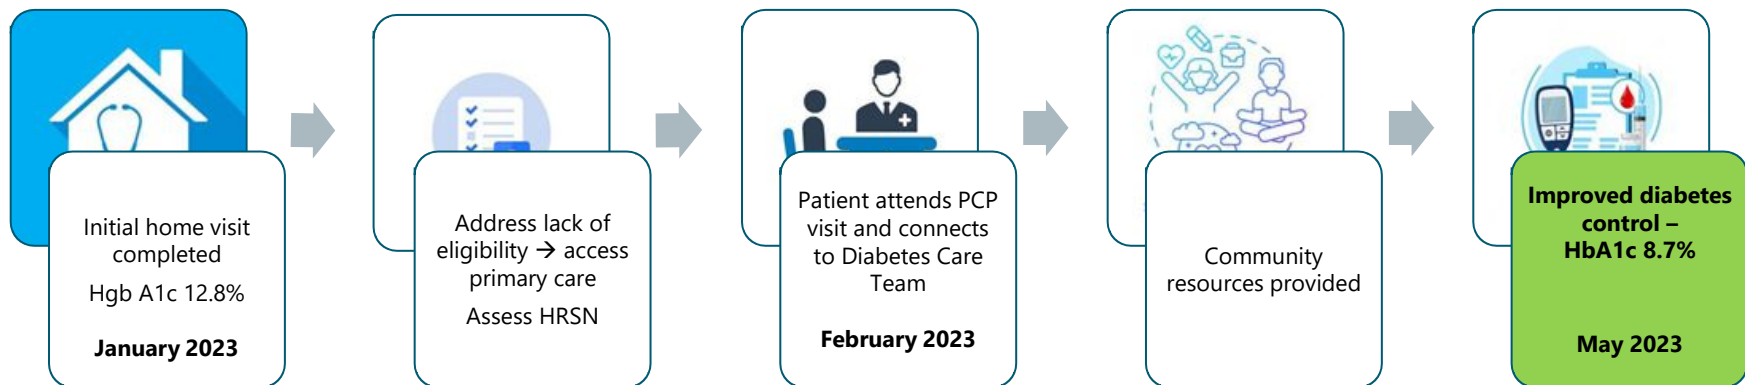 Initial home visit
completed
Hgb A1c 12.8%
January 2023
Address lack of
eligibility → access
primary care
Assess HRSN
Patient attends PCP
visit and connects
to Diabetes Care
Team
February 2023
Community
resources provided
Improved diabetes
control –
HbA1c 8.7%
May 2023